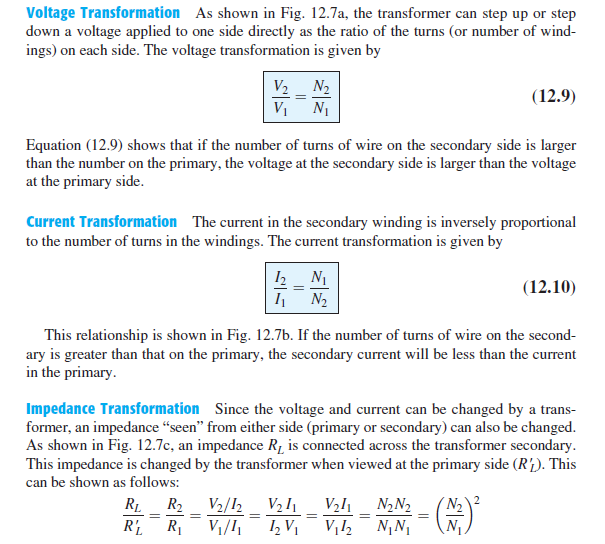 Voltage Transformation As shown in Fig. 12.7a, the transformer can step up or step
down a voltage applied to one side directly as the ratio of the turns (or number of wind-
ings) on each side. The voltage transformation is given by
V₂/V₁ = N₂/N₁ (12.9)
Equation (12.9) shows that if the number of turns of wire on the secondary side is larger
than the number on the primary, the voltage at the secondary side is larger than the voltage
at the primary side.
Current Transformation The current in the secondary winding is inversely proportional
to the number of turns in the windings. The current transformation is given by
I₂/I₁ = N₁/N₂ (12.10)
This relationship is shown in Fig. 12.7b. If the number of turns of wire on the second-
ary is greater than that on the primary, the secondary current will be less than the current
in the primary.
Impedance Transformation Since the voltage and current can be changed by a trans-
former, an impedance “seen” from either side (primary or secondary) can also be changed.
As shown in Fig. 12.7c, an impedance R_L is connected across the transformer secondary.
This impedance is changed by the transformer when viewed at the primary side (R′_L). This
can be shown as follows:
R_L/R′_L = R₂/R₁ = (V₂/I₂)/(V₁/I₁) = V₂I₁/I₂V₁ = V₂I₁/V₁I₂ = N₂N₂/N₁N₁ = (N₂/N₁)²